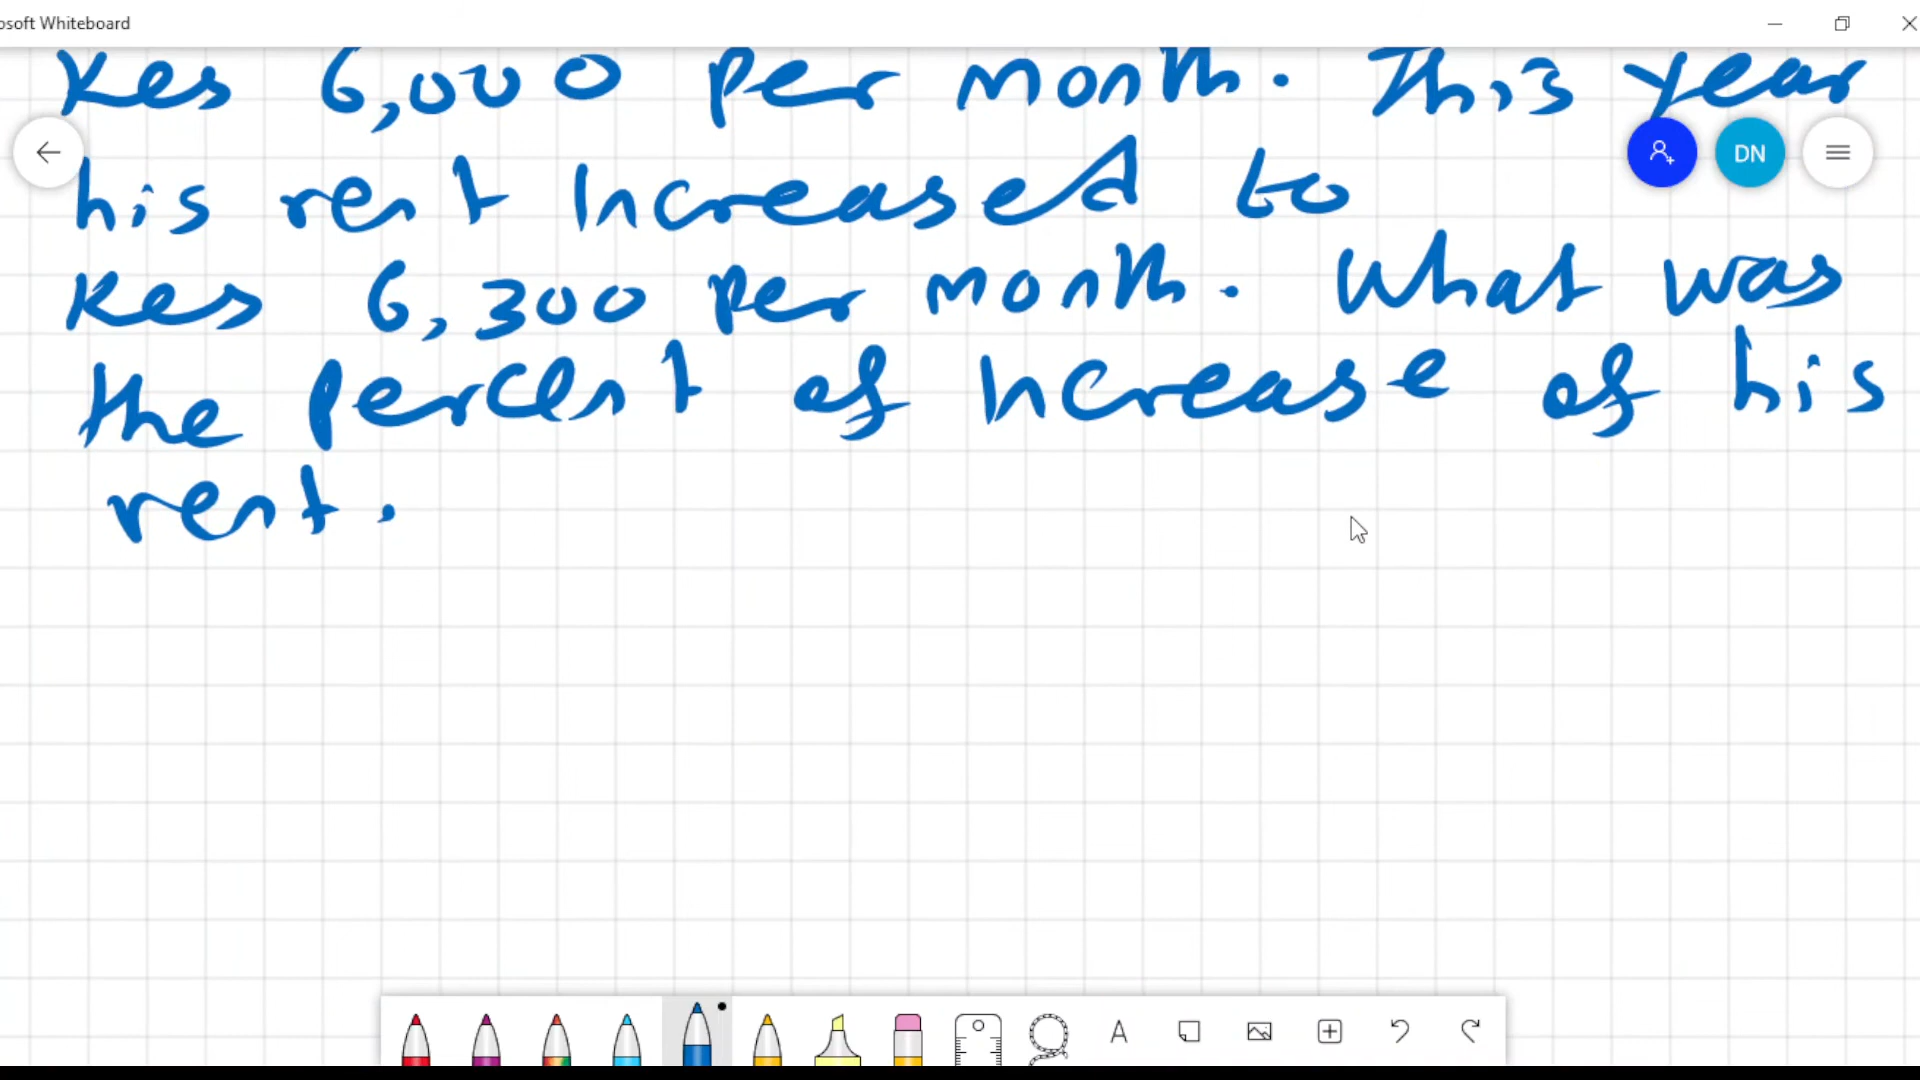 osoft Whiteboard
Kes 6,000 per month. This year
his rent Increased to
DN
Kes 6,300 per month. What was
the percent of increase of his
rent.
A